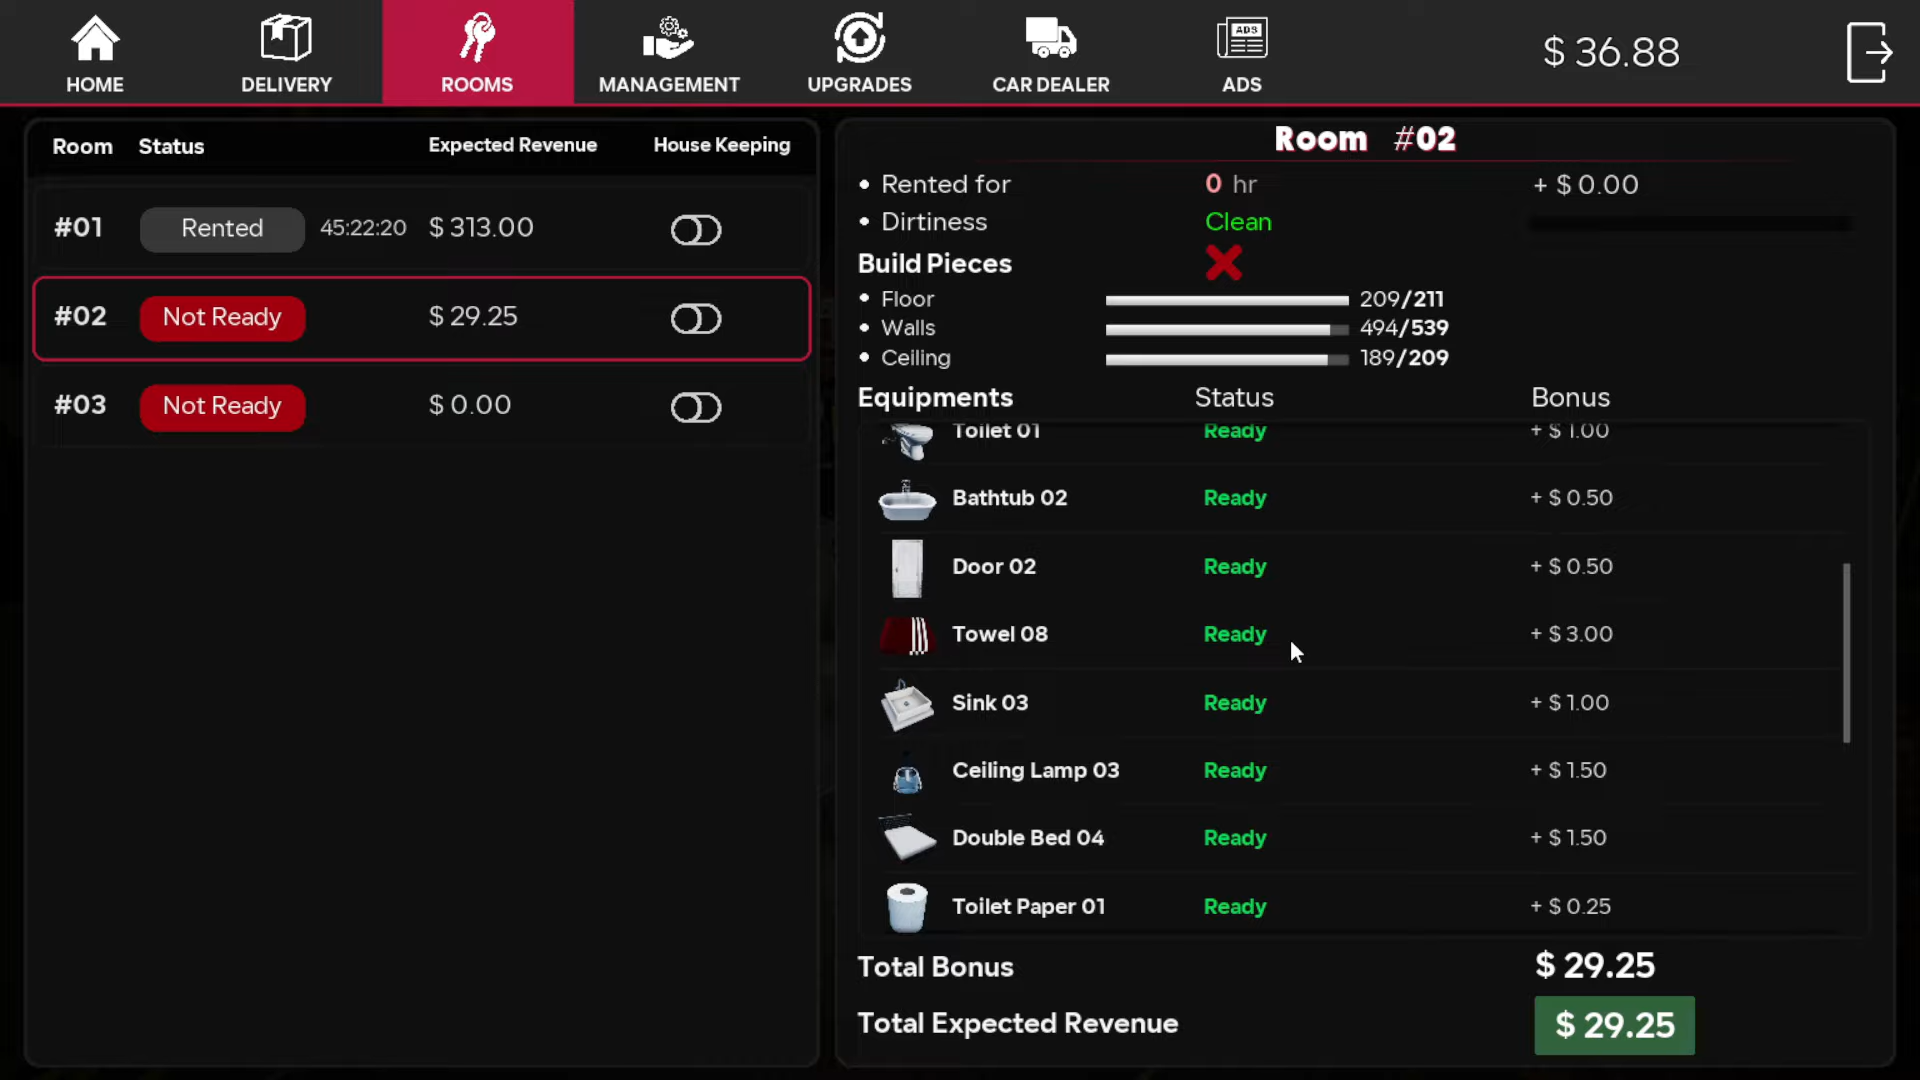 HOME DELIVERY ROOMS MANAGEMENT UPGRADES CAR DEALER ADS $ 36.88
ADS
Room Status Expected Revenue House Keeping
#01 Rented 45:22:20 $ 313.00
#02 Not Ready $ 29.25
#03 Not Ready $ 0.00
Room #02
• Rented for 0 hr + $ 0.00
• Dirtiness Clean
Build Pieces
• Floor 209/211
• Walls 494/539
• Ceiling 189/209
Equipments Status Bonus
Toilet 01 Ready + $ 1.00
Bathtub 02 Ready + $ 0.50
Door 02 Ready + $ 0.50
Towel 08 Ready + $ 3.00
Sink 03 Ready + $ 1.00
Ceiling Lamp 03 Ready + $ 1.50
Double Bed 04 Ready + $ 1.50
Toilet Paper 01 Ready + $ 0.25
Total Bonus $ 29.25
Total Expected Revenue $ 29.25